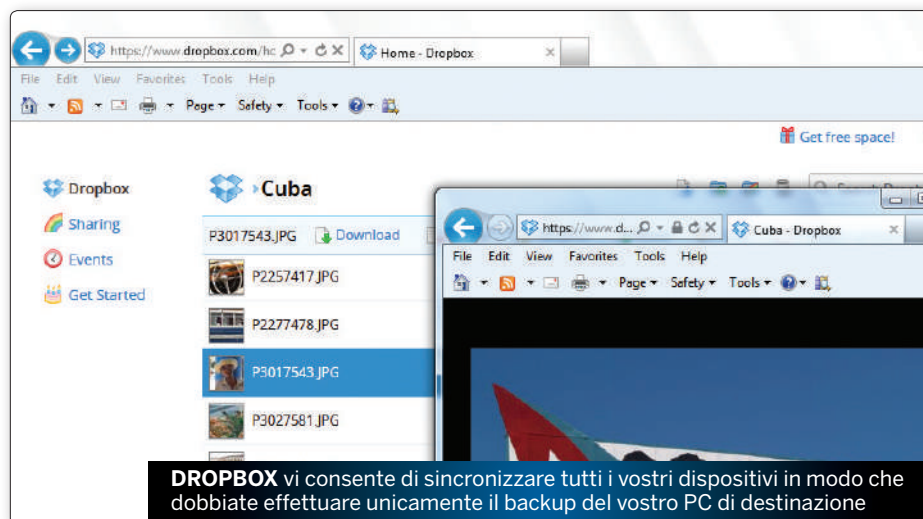 https://www.dropbox.com/hc
Home - Dropbox
File Edit View Favorites Tools Help
Page Safety Tools
Get free space!
Dropbox
Sharing
Events
Get Started
Cuba
P3017543.JPG Download
P2257417.JPG
P2277478.JPG
P3017543.JPG
P3027581.JPG
https://www.d...
Cuba - Dropbox
File Edit View Favorites Tools Help
Page Safety Tools
DROPBOX vi consente di sincronizzare tutti i vostri dispositivi in modo che
dobbiate effettuare unicamente il backup del vostro PC di destinazione